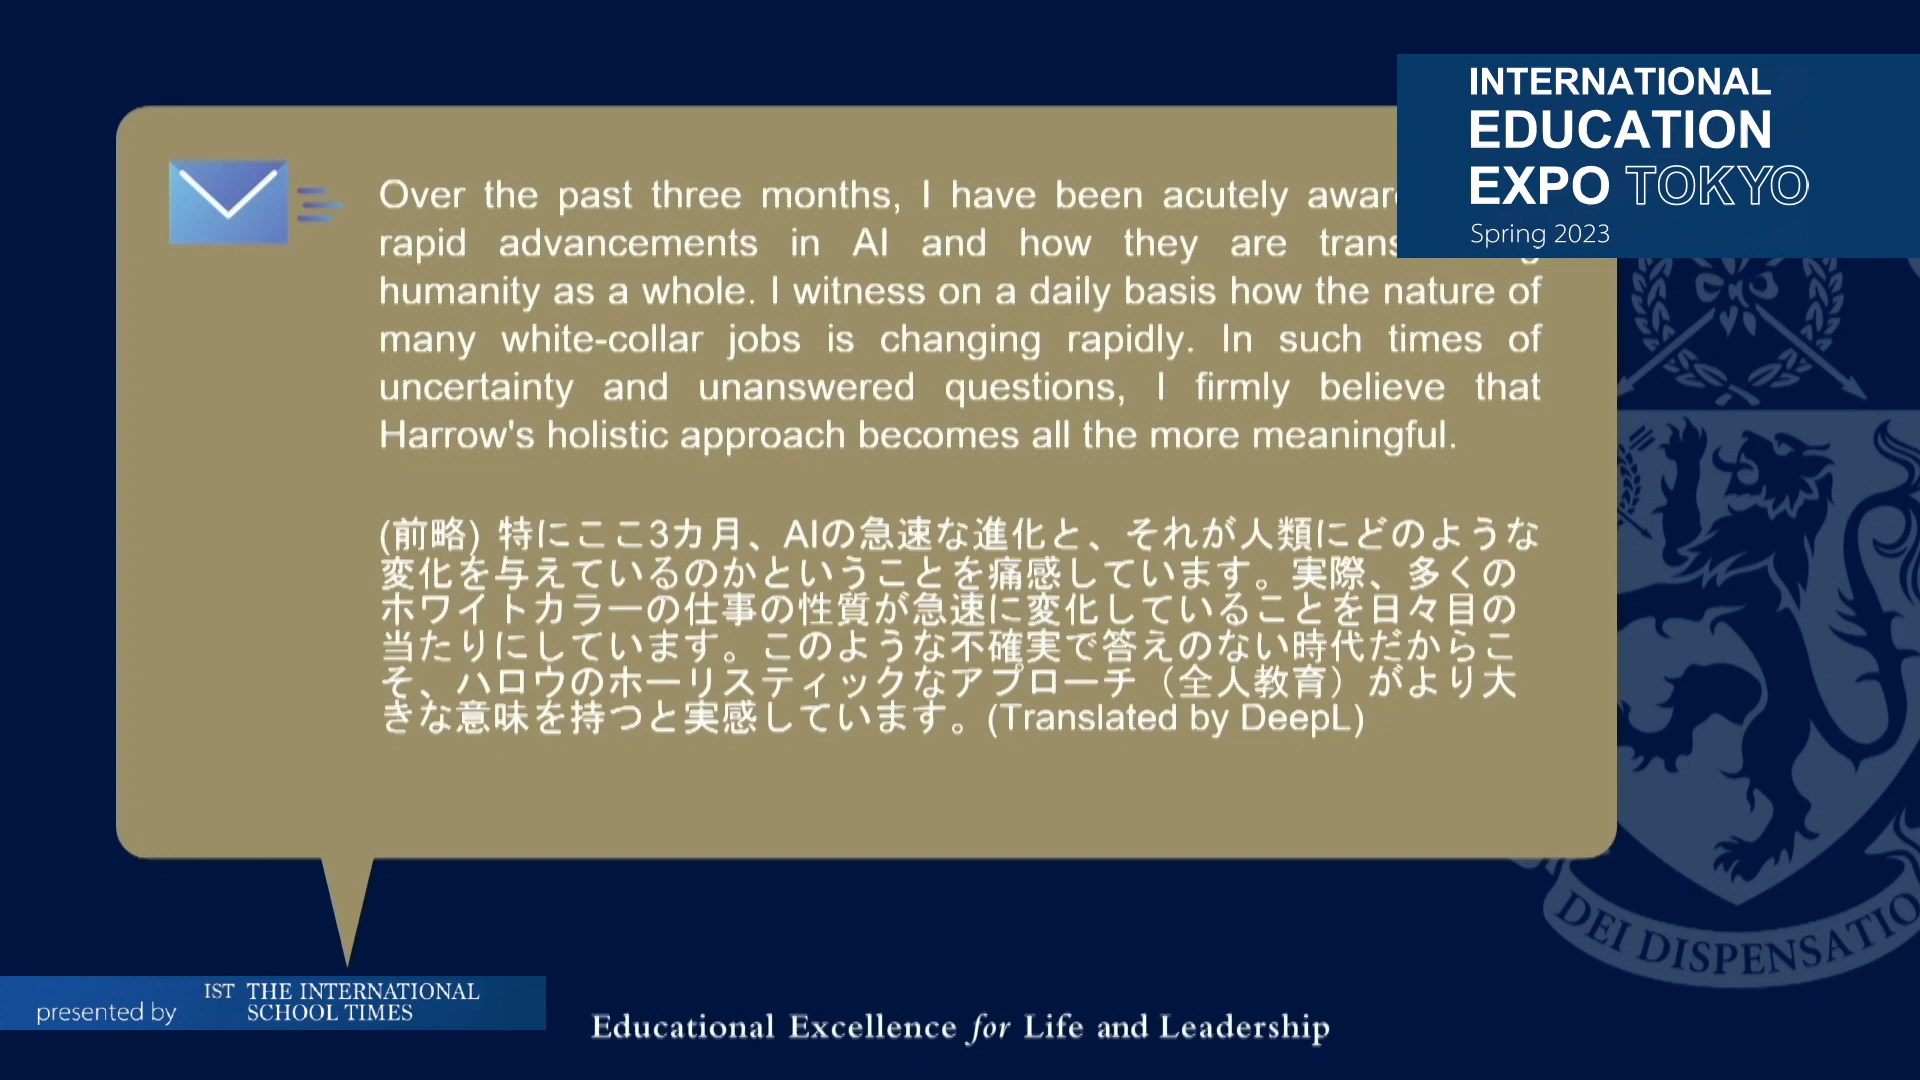 INTERNATIONAL
EDUCATION
EXPO TOKYO
Spring 2023
Over the past three months, I have been acutely
rapid advancements in AI and how they are
humanity as a whole. I witness on a daily basis how the nature of
many white-collar jobs is changing rapidly. In such times of
uncertainty and unanswered questions, I firmly believe that
Harrow's holistic approach becomes all the more meaningful.
(前略) 特にここ3カ月、AIの急速な進化と、それが人類にどのような
変化を与えているのかということを痛感しています。実際、多くの
ホワイトカラーの仕事の性質が急速に変化していることを日々目の
当たりにしています。このような不確実で答えのない時代だからこ
そ、ハロウのホーリスティックなアプローチ（全人教育）がより大
きな意味を持つと実感しています。(Translated by DeepL)
DEI DISPENSATIO
presented by
IST THE INTERNATIONAL
SCHOOL TIMES
Educational Excellence for Life and Leadership